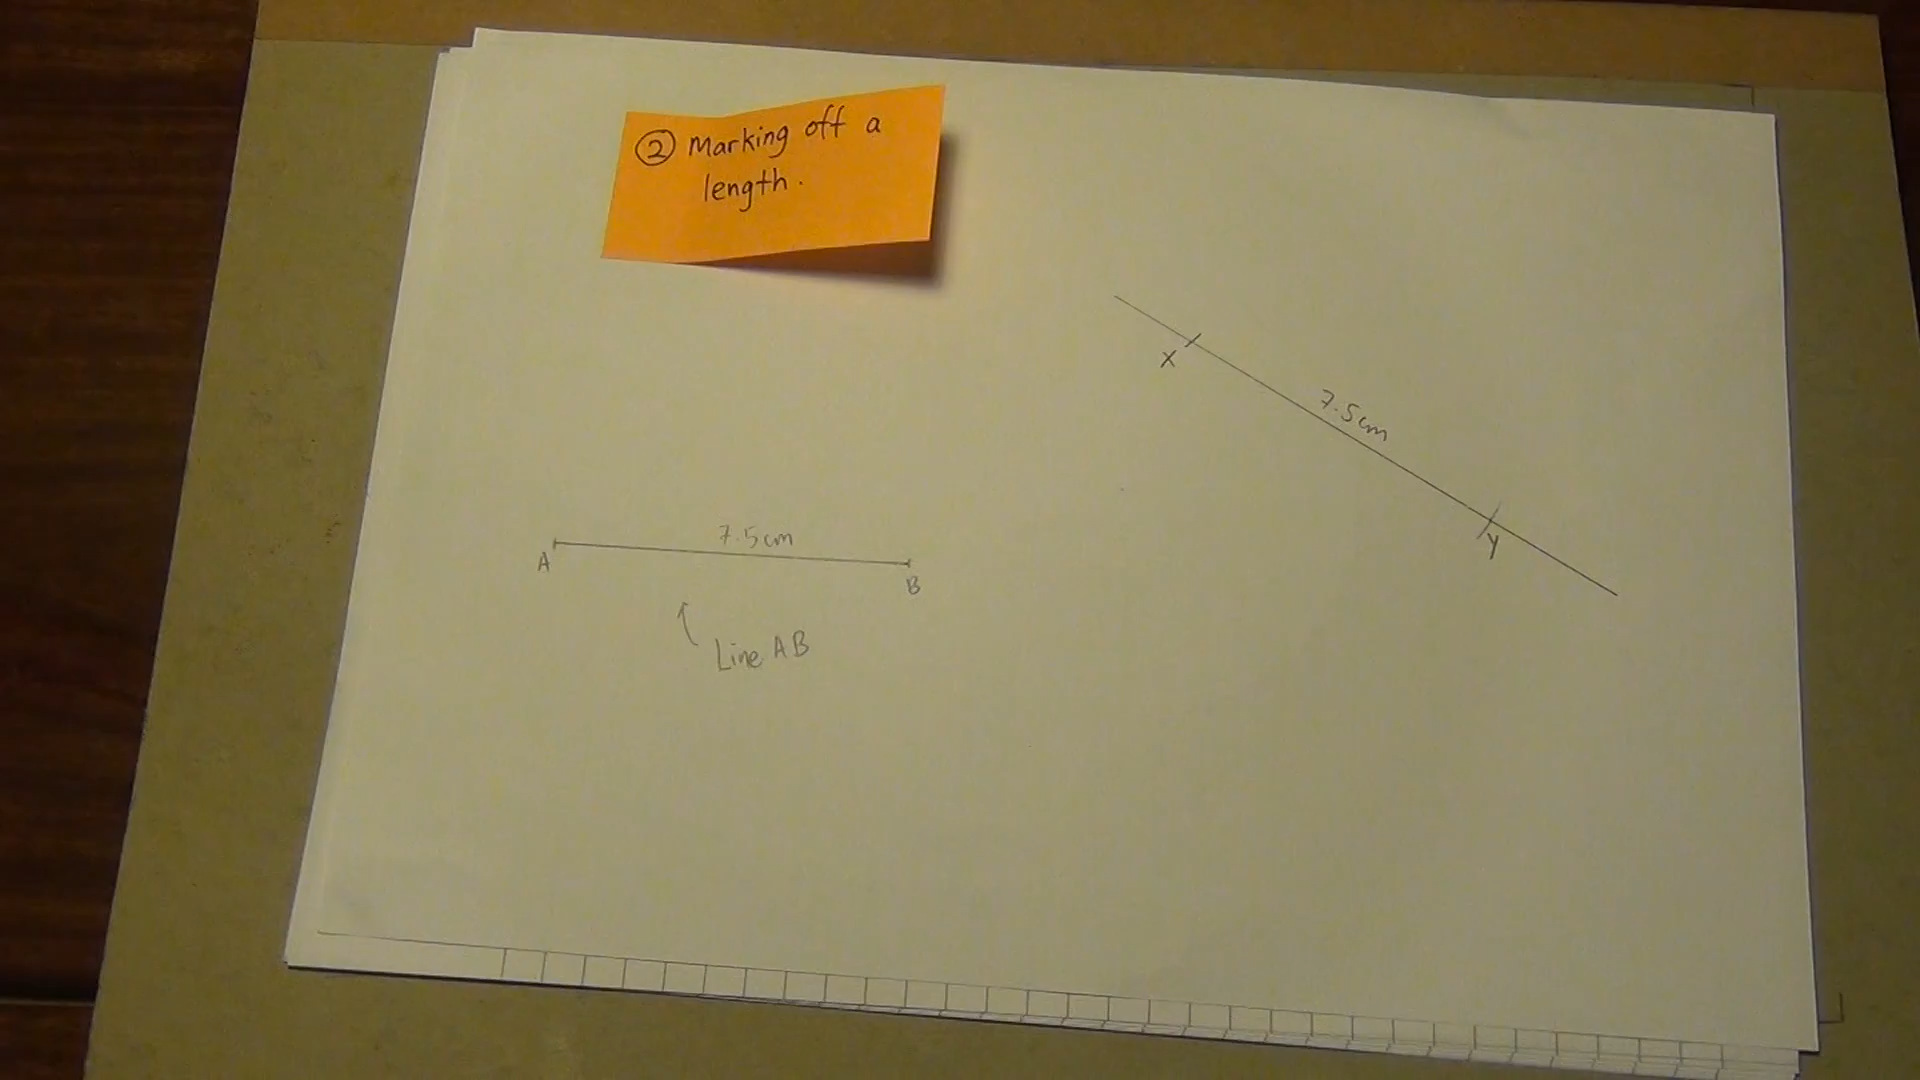 ② Marking off a
length.
X
7.5cm
y
7.5cm
A
B
Line AB